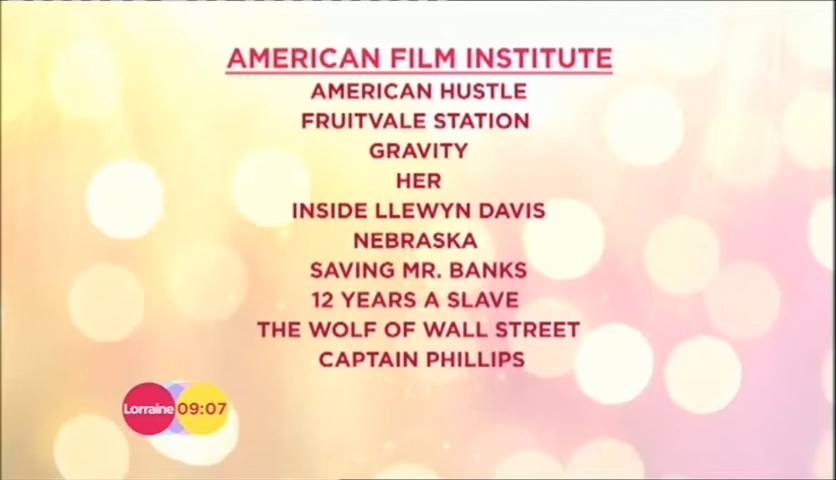 AMERICAN FILM INSTITUTE
AMERICAN HUSTLE
FRUITVALE STATION
GRAVITY
HER
INSIDE LLEWYN DAVIS
NEBRASKA
SAVING MR. BANKS
12 YEARS A SLAVE
THE WOLF OF WALL STREET
CAPTAIN PHILLIPS
Lorraine 09:07